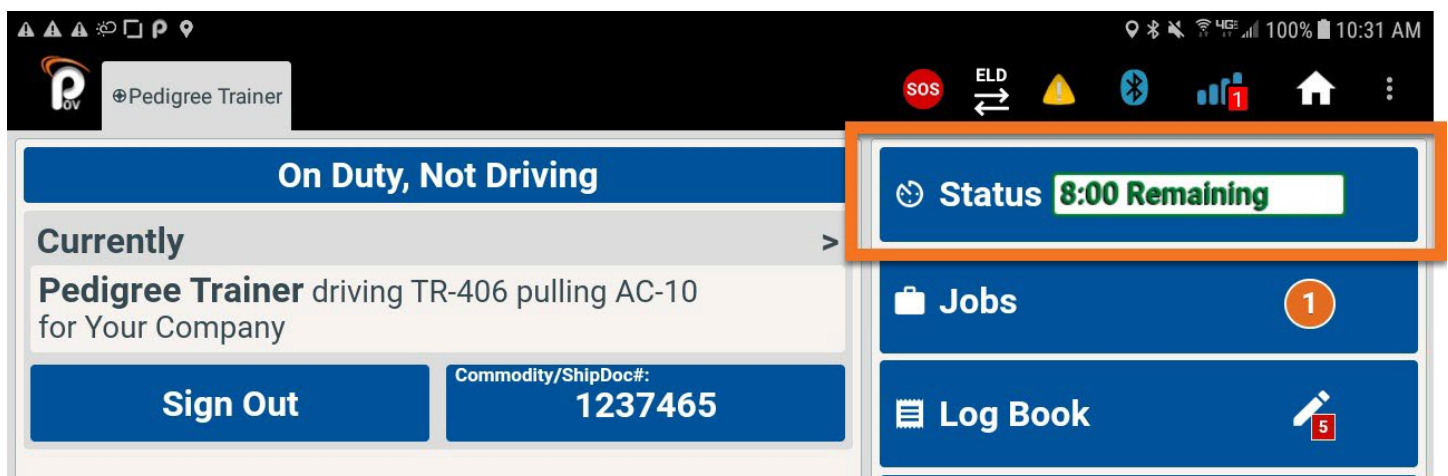 100% 10:31 AM
POV
Pedigree Trainer
SOS
ELD
1
On Duty, Not Driving
Currently >
Pedigree Trainer driving TR-406 pulling AC-10
for Your Company
Sign Out
Commodity/ShipDoc#:
1237465
Status 8:00 Remaining
Jobs 1
Log Book 5